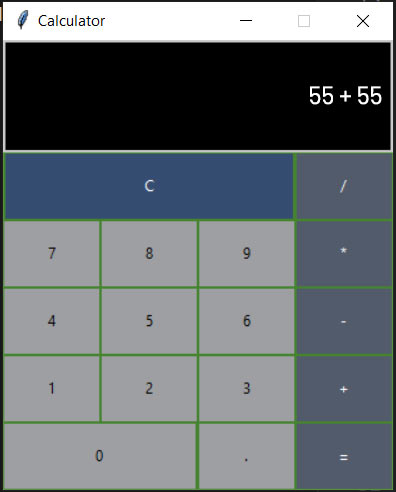 Calculator
55 + 55
C /
7 8 9 *
4 5 6 -
1 2 3 +
0 . =